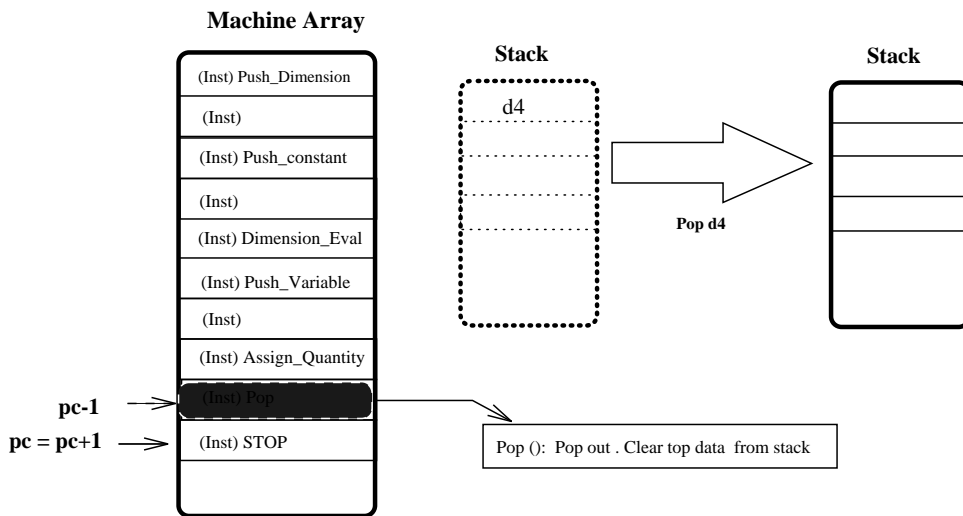 Machine Array
Stack
Stack
(Inst) Push_Dimension
(Inst)
(Inst) Push_constant
(Inst)
(Inst) Dimension_Eval
(Inst) Push_Variable
(Inst)
(Inst) Assign_Quantity
(Inst) Pop
(Inst) STOP
pc-1
pc = pc+1
d4
Pop d4
Pop (): Pop out . Clear top data from stack